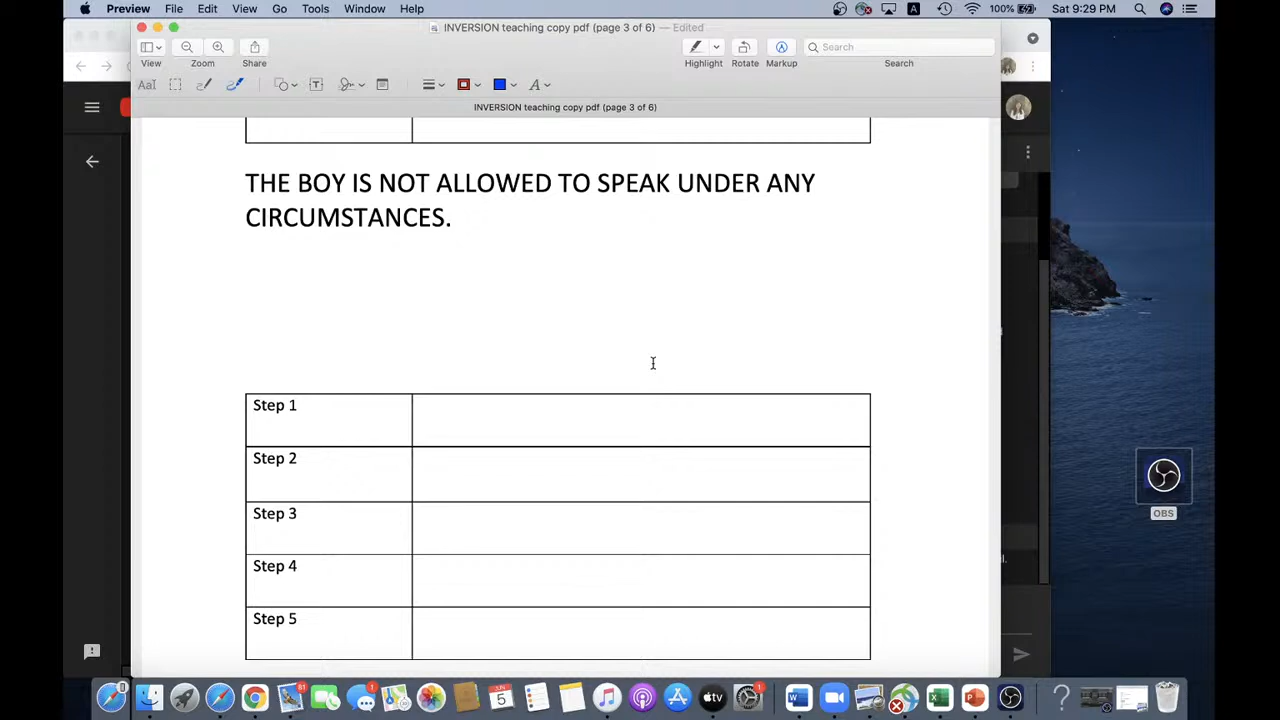 Preview File Edit View Go Tools Window Help 100% Sat 9:29 PM
INVERSION teaching copy pdf (page 3 of 6) — Edited
Search
View Zoom Share Highlight Rotate Markup Search
INVERSION teaching copy pdf (page 3 of 6)
THE BOY IS NOT ALLOWED TO SPEAK UNDER ANY
CIRCUMSTANCES.
Step 1
Step 2
Step 3
Step 4
Step 5
OBS